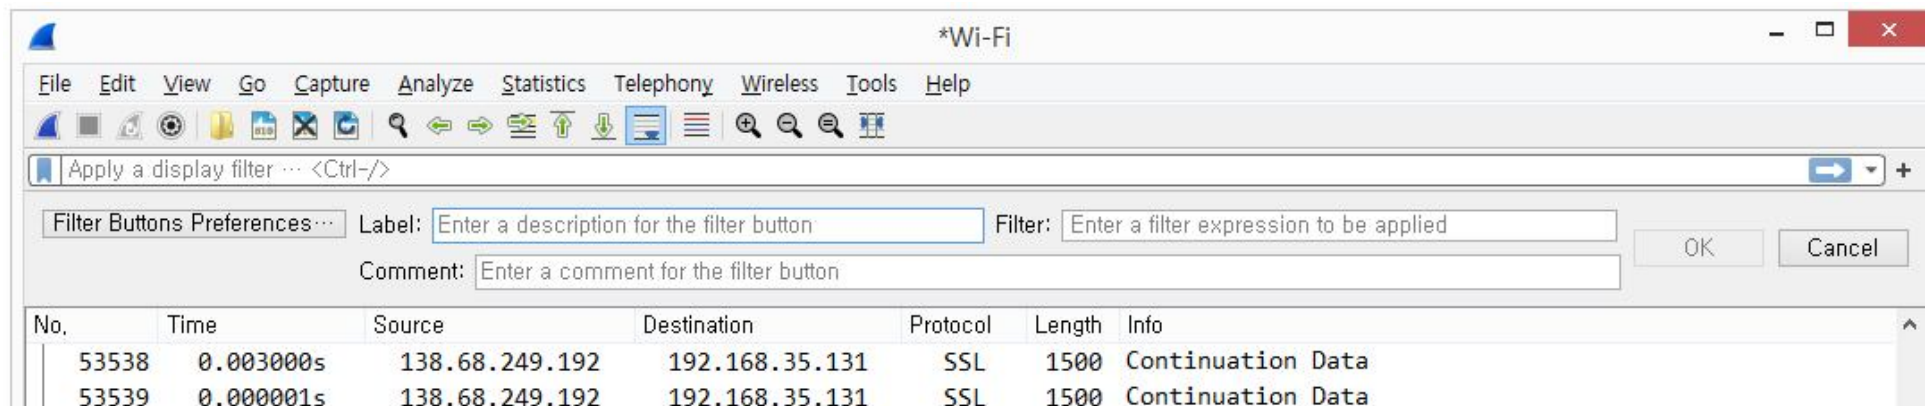 *Wi-Fi
File Edit View Go Capture Analyze Statistics Telephony Wireless Tools Help
Apply a display filter ··· <Ctrl-/>
Filter Buttons Preferences··· Label: Enter a description for the filter button Filter: Enter a filter expression to be applied OK Cancel
Comment: Enter a comment for the filter button
No. Time Source Destination Protocol Length Info
53538 0.003000s 138.68.249.192 192.168.35.131 SSL 1500 Continuation Data
53539 0.000001s 138.68.249.192 192.168.35.131 SSL 1500 Continuation Data